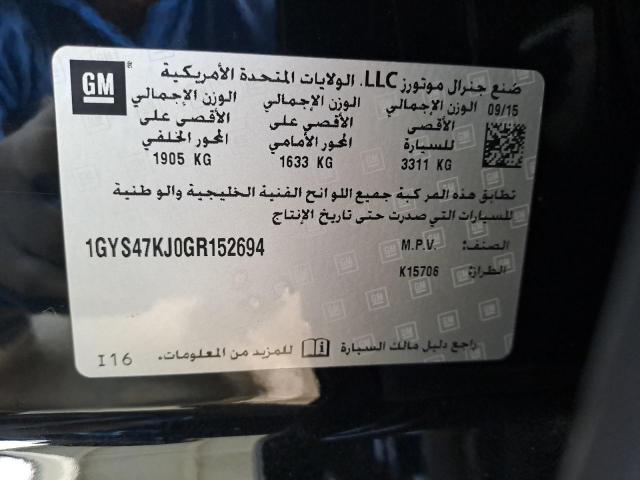 GM
صنع جنرال موتورز LLC. الولايات المتحدة الأمريكية
09/15 الوزن الإجمالي الوزن الإجمالي الوزن الإجمالي
الأقصى الأقصى على الأقصى على
للسيارة المحور الأمامي المحور الخلفي
3311 KG 1633 KG 1905 KG
تطابق هذه المركبة جميع اللوائح الفنية الخليجية والوطنية
للسيارات التي صدرت حتى تاريخ الإنتاج
الصنف: M.P.V. 1GYS47KJ0GR152694
الطرازة: K15706
راجع دليل مالك السيارة للمزيد من المعلومات.
I16